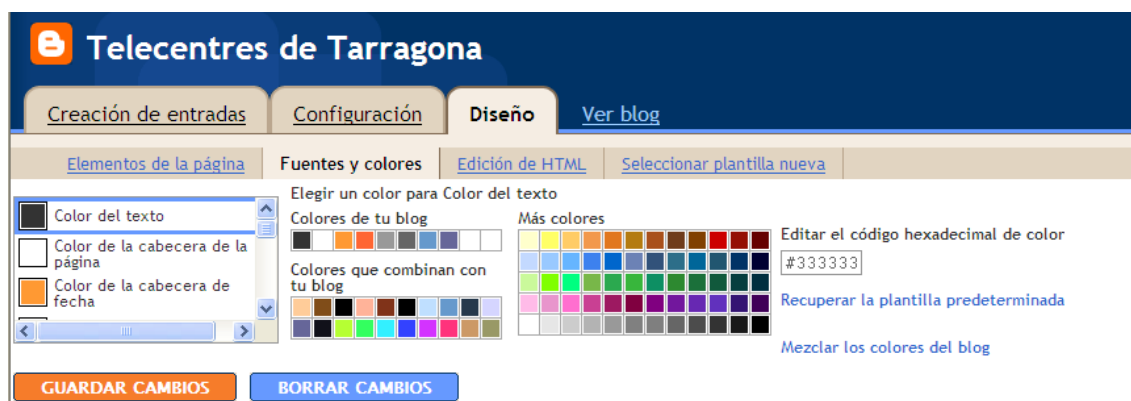 Telecentres de Tarragona
Creación de entradas Configuración Diseño Ver blog
Elementos de la página Fuentes y colores Edición de HTML Seleccionar plantilla nueva
Elegir un color para Color del texto
Color del texto
Color de la cabecera de la
página
Color de la cabecera de
fecha
Colores de tu blog
Colores que combinan con
tu blog
Más colores
Editar el código hexadecimal de color
#333333
Recuperar la plantilla predeterminada
Mezclar los colores del blog
GUARDAR CAMBIOS BORRAR CAMBIOS